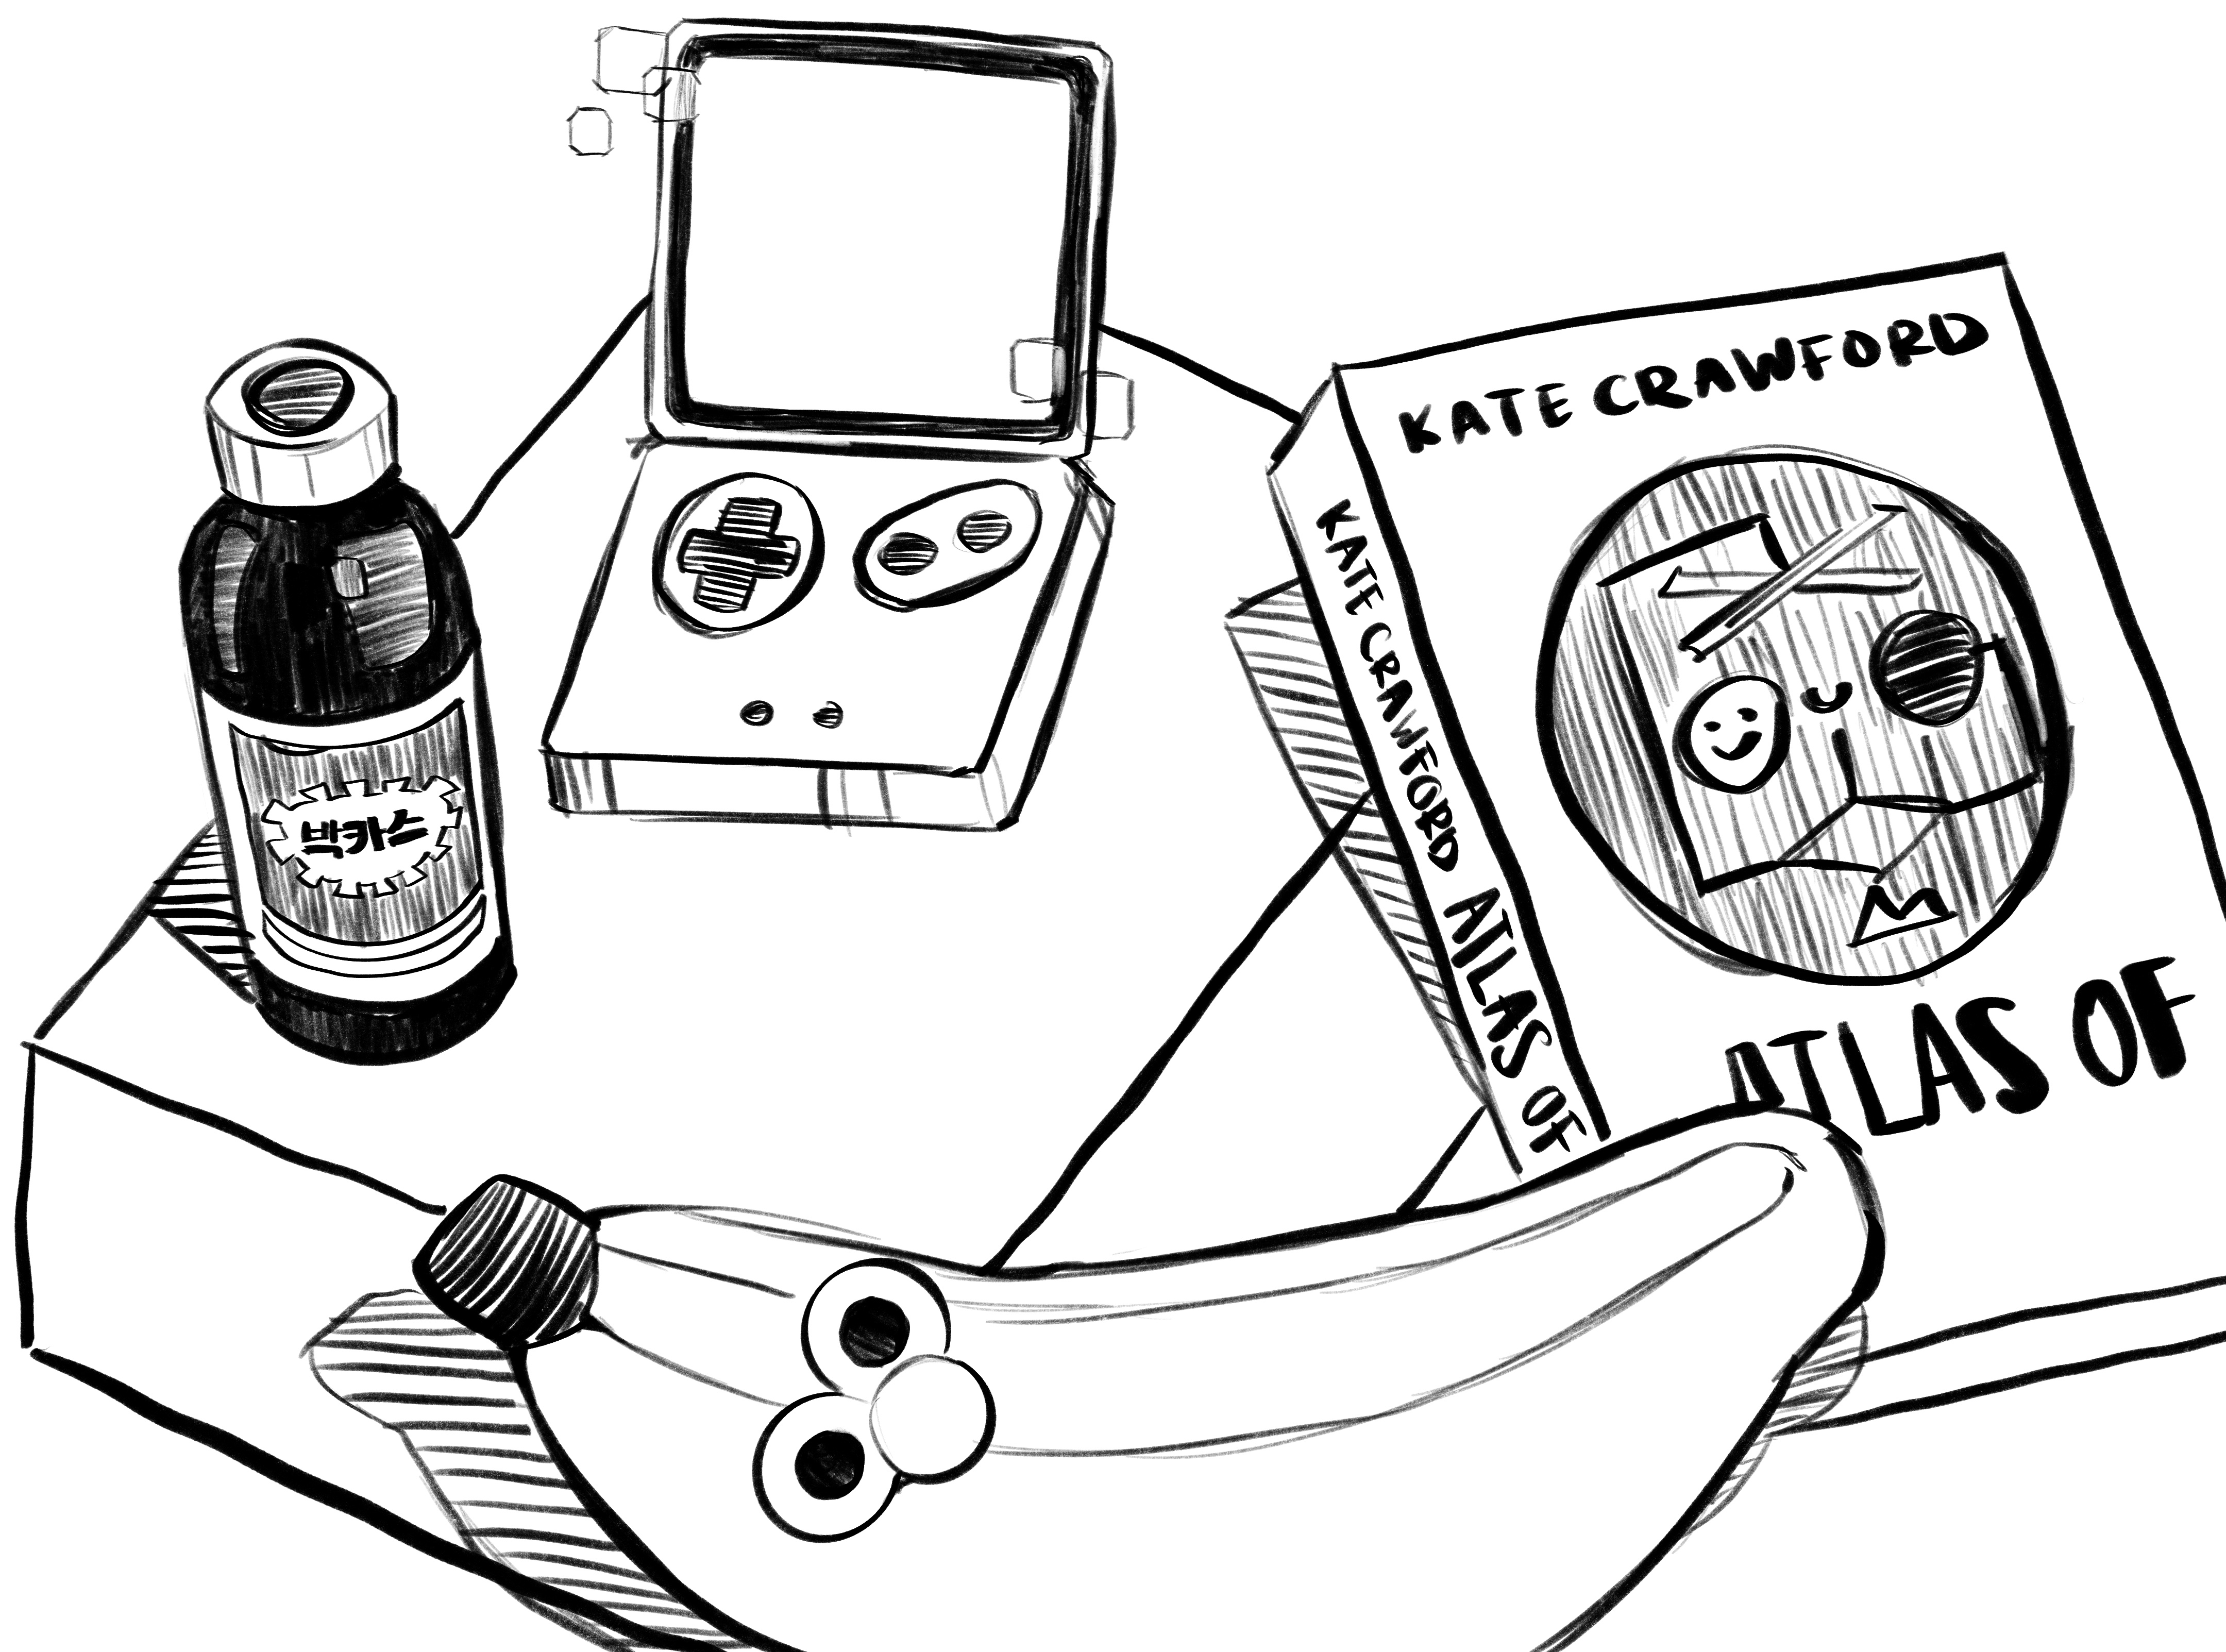 박카스
KATE CRAWFORD ATLAS OF
KATE CRAWFORD
ATLAS OF